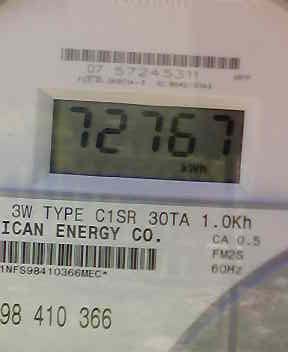 07 57245311
72767
kWh
3W TYPE C1SR 30TA 1.0Kh
ICAN ENERGY CO.
CA 0.5
FM2S
60Hz
1NFS98410366MEC*
98 410 366